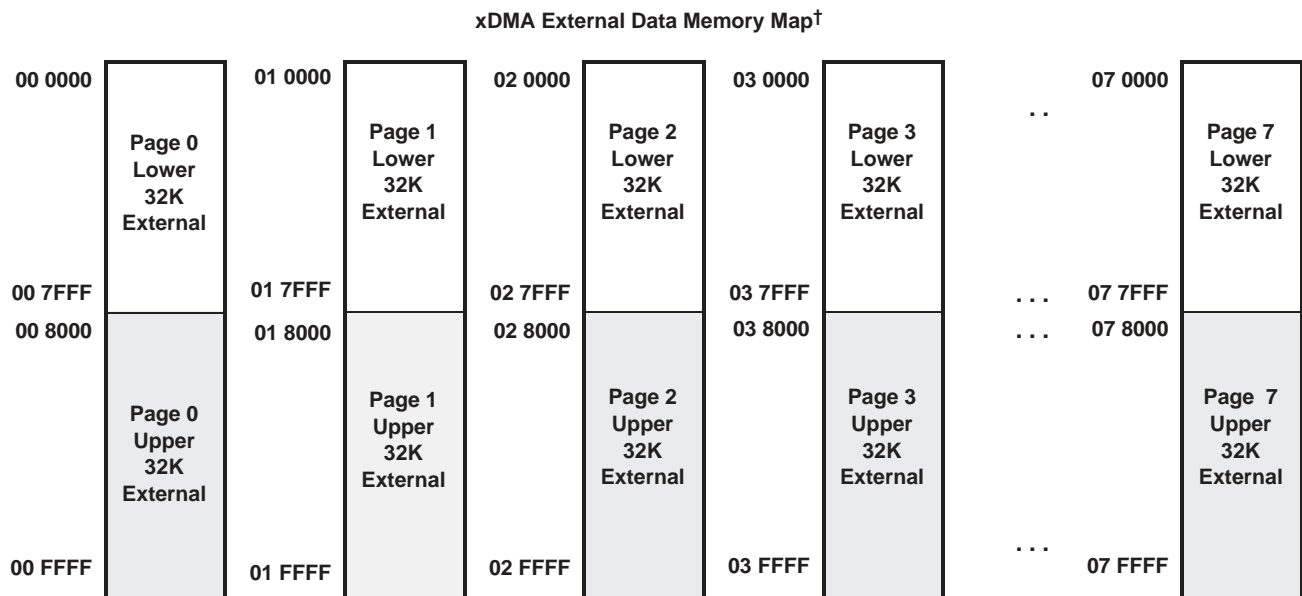 xDMA External Data Memory Map†
00 0000
Page 0
Lower
32K
External
00 7FFF
00 8000
Page 0
Upper
32K
External
00 FFFF
01 0000
Page 1
Lower
32K
External
01 7FFF
01 8000
Page 1
Upper
32K
External
01 FFFF
02 0000
Page 2
Lower
32K
External
02 7FFF
02 8000
Page 2
Upper
32K
External
02 FFFF
03 0000
Page 3
Lower
32K
External
03 7FFF
03 8000
Page 3
Upper
32K
External
03 FFFF
. .
. . .
. . .
. . .
07 0000
Page 7
Lower
32K
External
07 7FFF
07 8000
Page 7
Upper
32K
External
07 FFFF